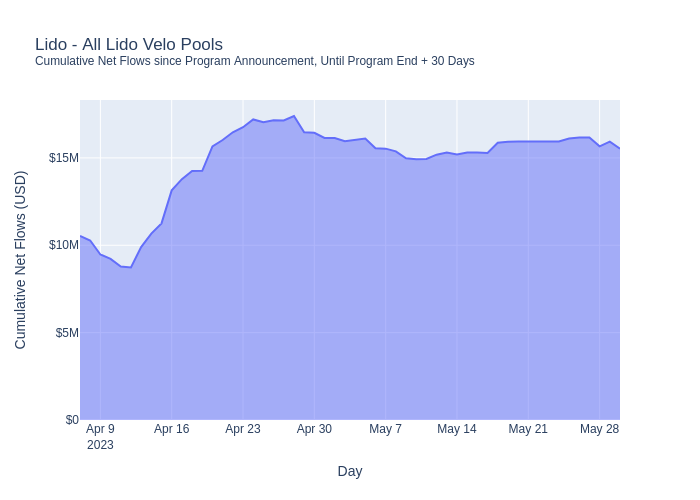 Lido - All Lido Velo Pools
Cumulative Net Flows since Program Announcement, Until Program End + 30 Days
Cumulative Net Flows (USD)
$15M
$10M
$5M
$0
Apr 9 Apr 16 Apr 23 Apr 30 May 7 May 14 May 21 May 28
2023
Day